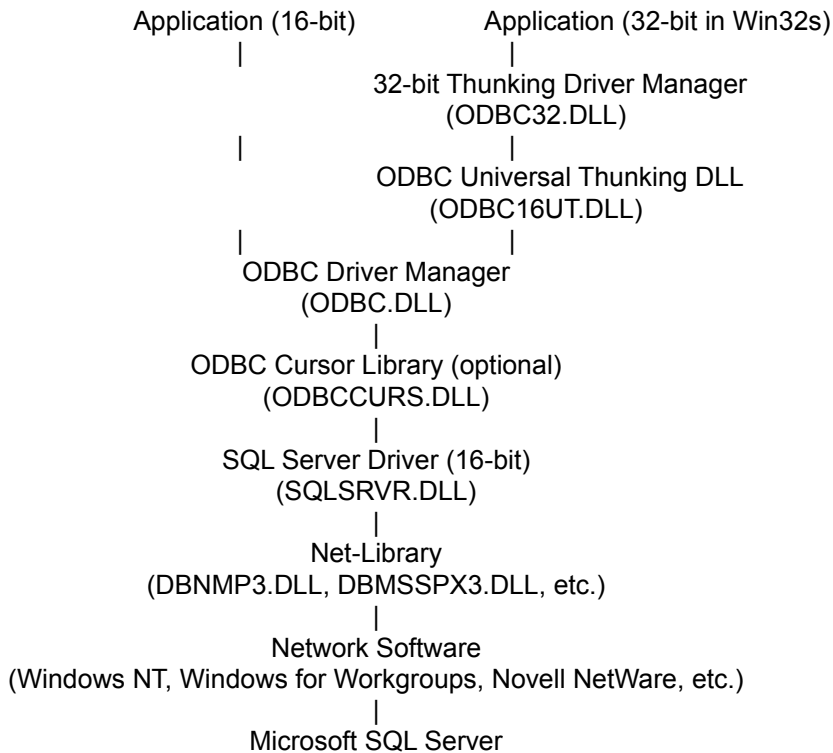 Application (16-bit) Application (32-bit in Win32s)
| |
32-bit Thunking Driver Manager
(ODBC32.DLL)
| |
ODBC Universal Thunking DLL
(ODBC16UT.DLL)
| |
ODBC Driver Manager
(ODBC.DLL)
|
ODBC Cursor Library (optional)
(ODBCCURS.DLL)
|
SQL Server Driver (16-bit)
(SQLSRVR.DLL)
|
Net-Library
(DBNMP3.DLL, DBMSSPX3.DLL, etc.)
|
Network Software
(Windows NT, Windows for Workgroups, Novell NetWare, etc.)
|
Microsoft SQL Server